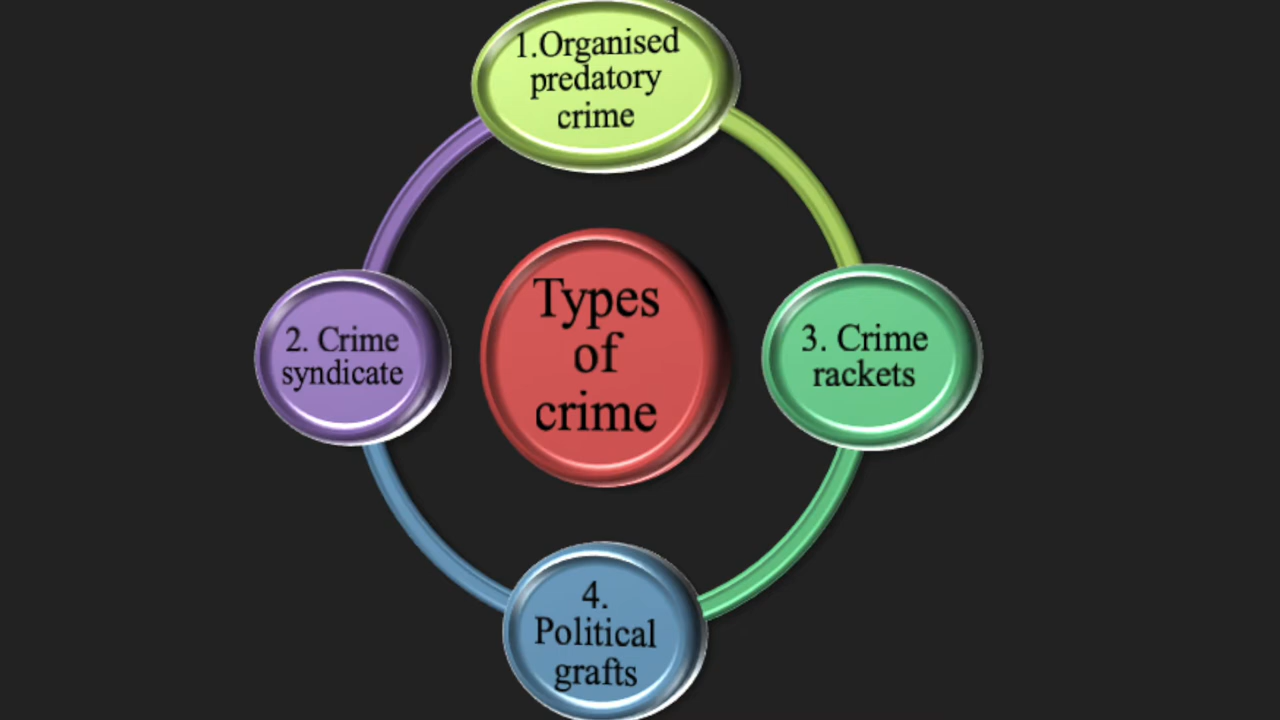 1.Organised
predatory
crime
2. Crime
syndicate
Types
of
crime
3. Crime
rackets
4.
Political
grafts